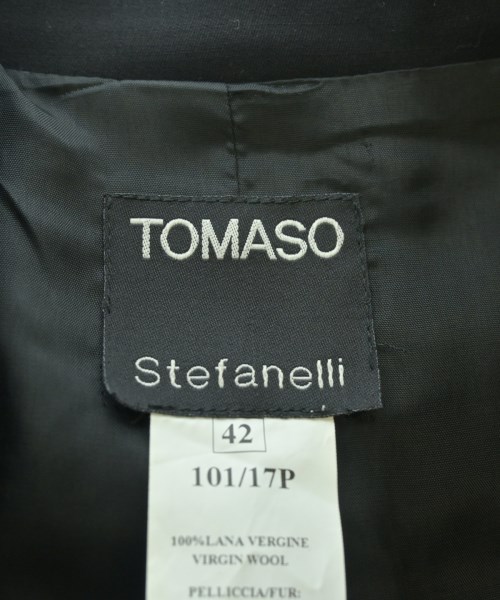 TOMASO
Stefanelli
42
101/17P
100%LANA VERGINE
VIRGIN WOOL
PELLICCIA/FUR: